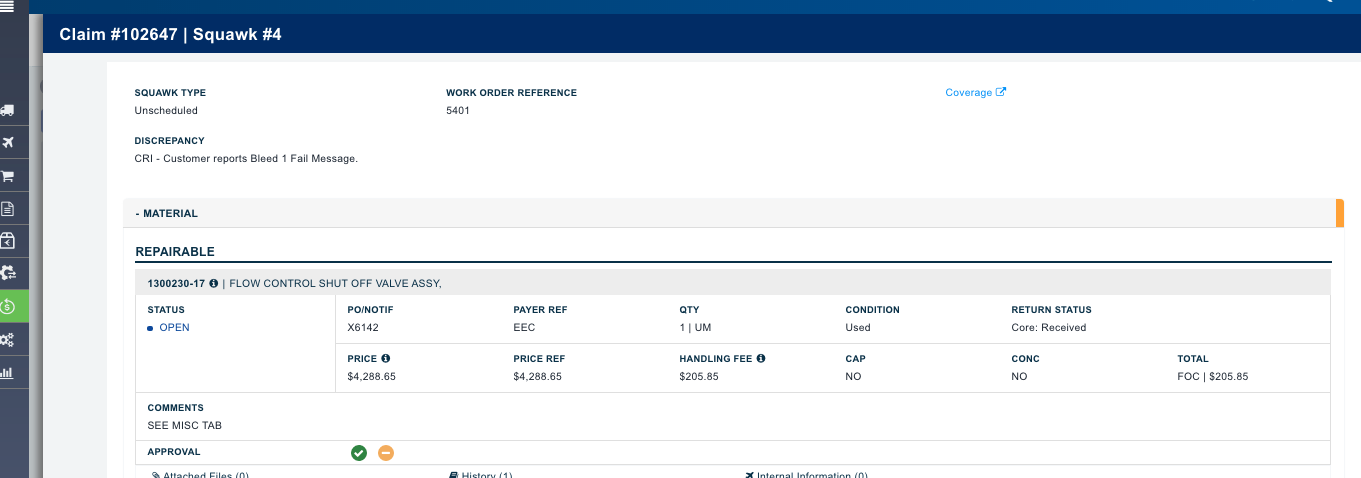 Claim #102647 | Squawk #4
SQUAWK TYPE
Unscheduled
WORK ORDER REFERENCE
5401
Coverage
DISCREPANCY
CRI - Customer reports Bleed 1 Fail Message.
- MATERIAL
REPAIRABLE
1300230-17 | FLOW CONTROL SHUT OFF VALVE ASSY,
STATUS
OPEN
PO/NOTIF PAYER REF QTY CONDITION RETURN STATUS
X6142 EEC 1 | UM Used Core: Received
PRICE PRICE REF HANDLING FEE CAP CONC TOTAL
$4,288.65 $4,288.65 $205.85 NO NO FOC | $205.85
COMMENTS
SEE MISC TAB
APPROVAL
Attached Files (0) History (1) Internal Information (0)